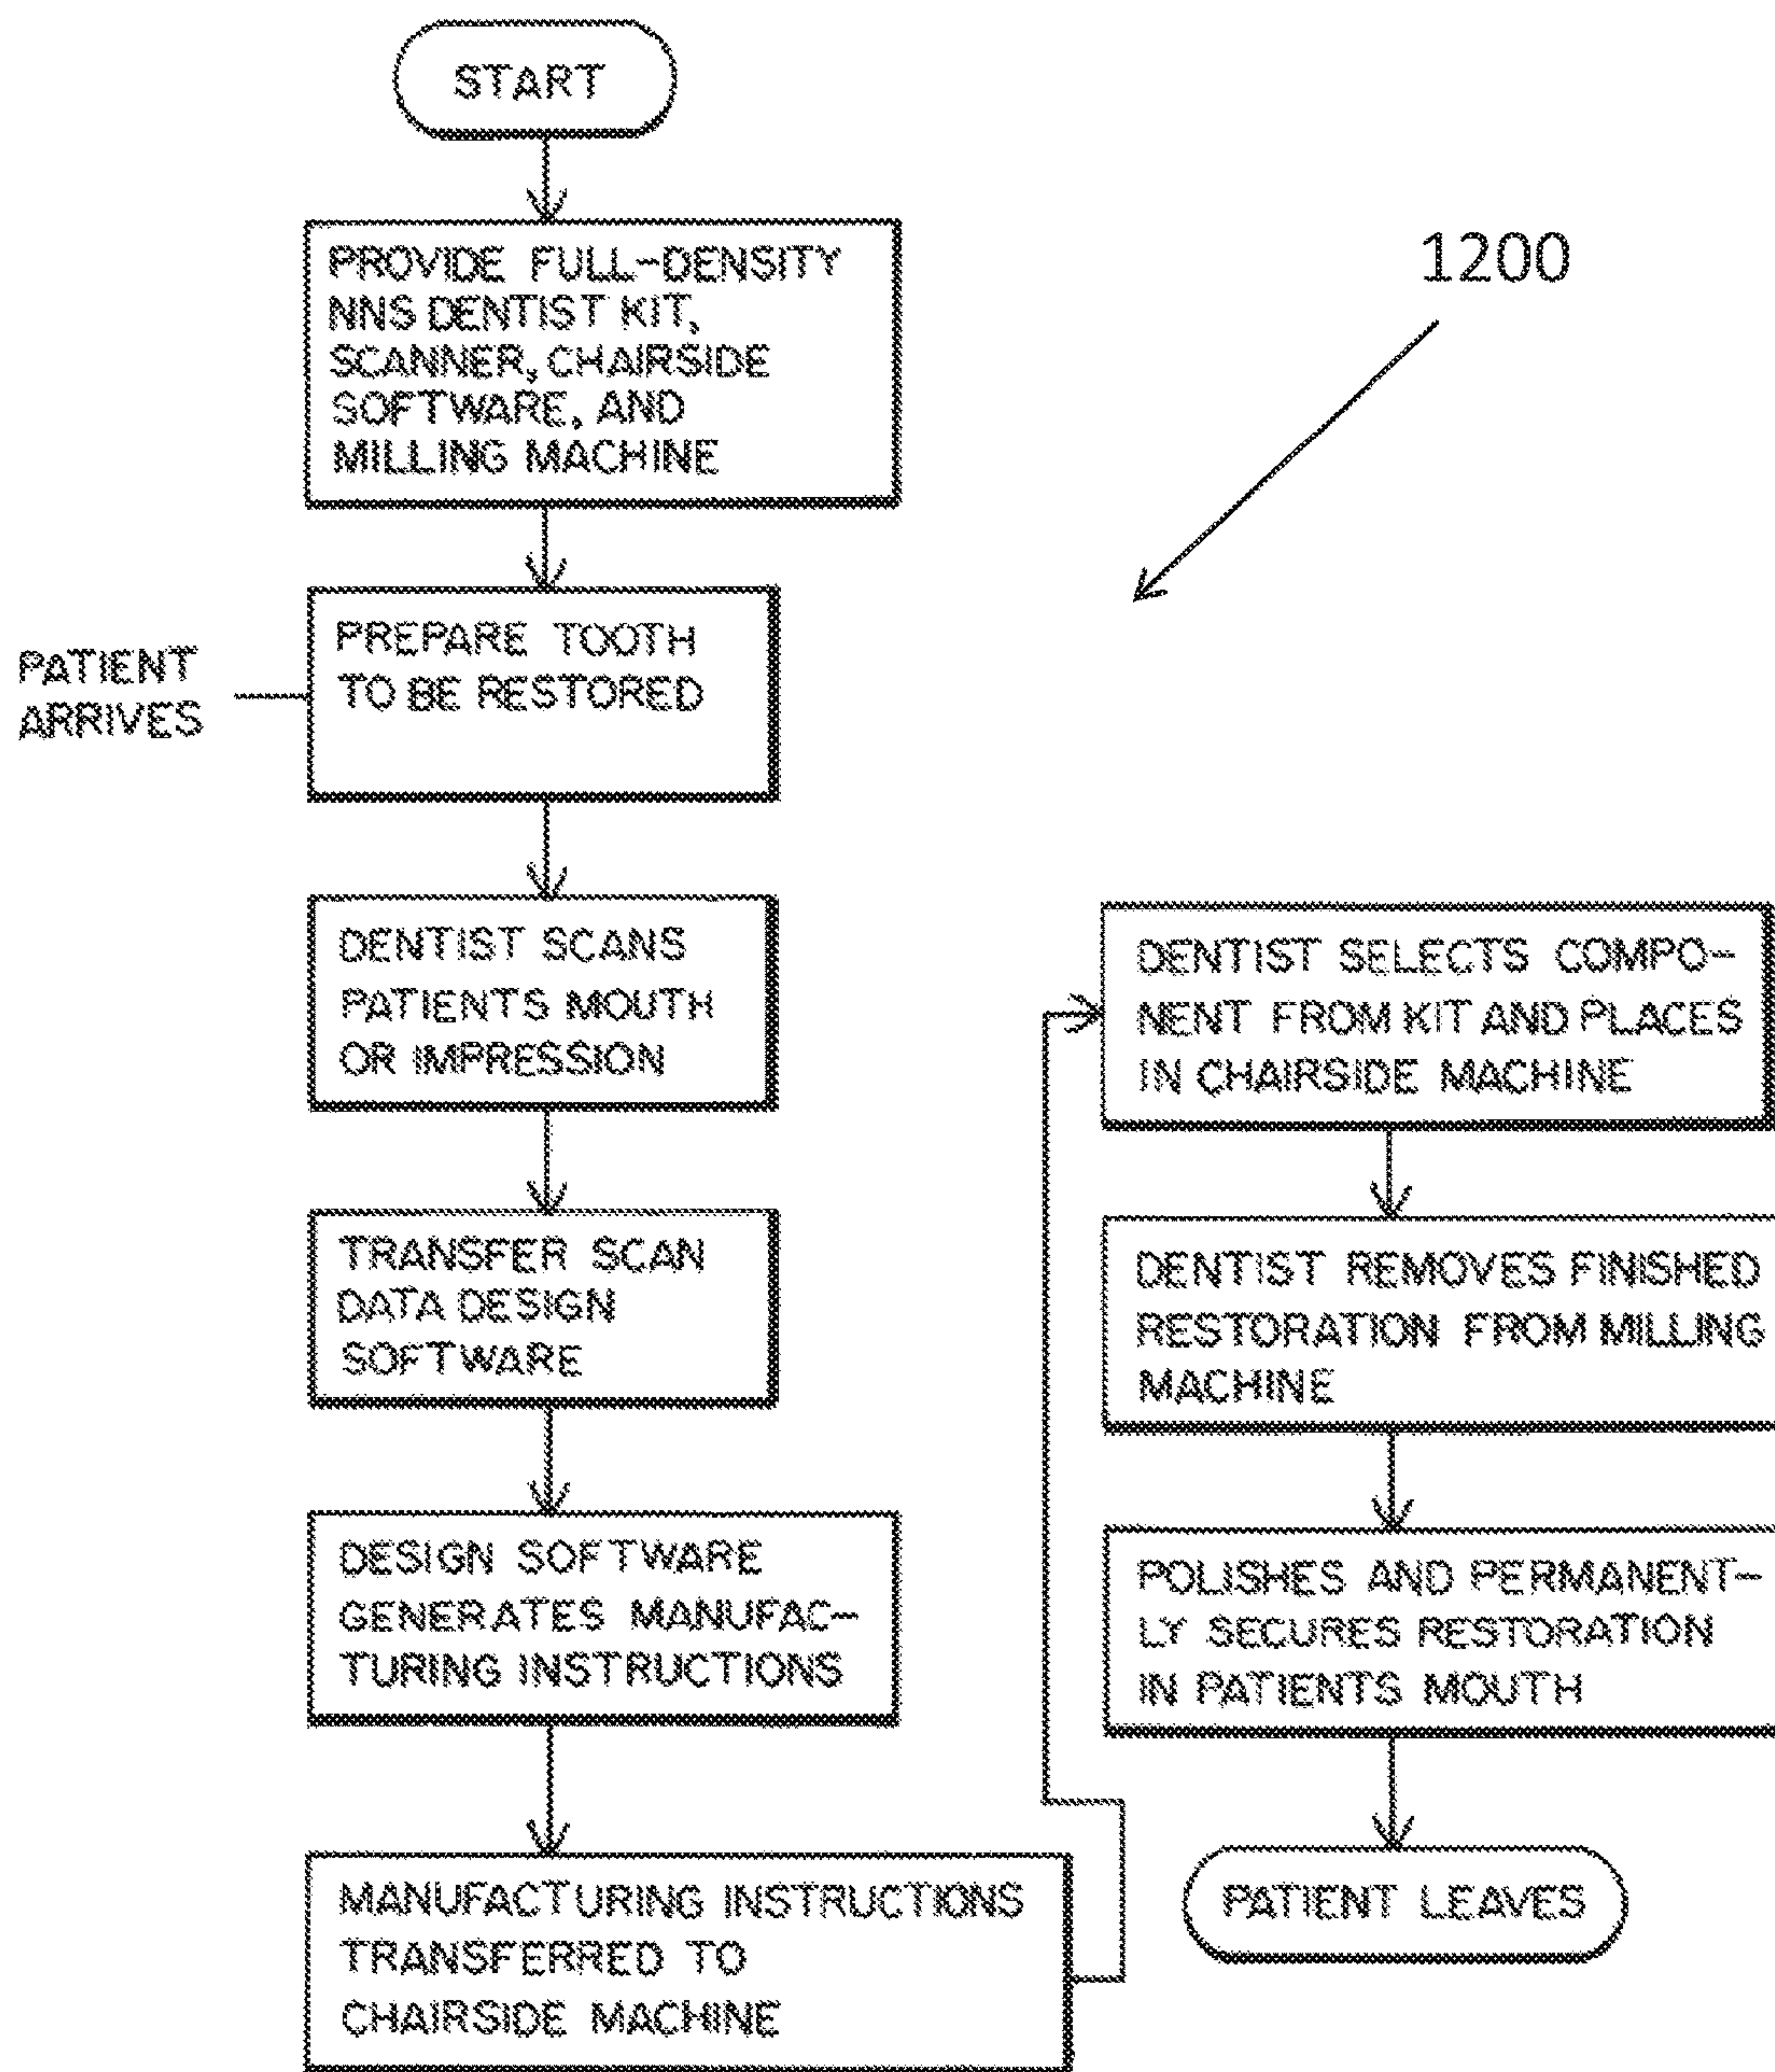 START
PROVIDE FULL-DENSITY
NNS DENTIST KIT,
SCANNER, CHAIRSIDE
SOFTWARE, AND
MILLING MACHINE
1200
PATIENT
ARRIVES
PREPARE TOOTH
TO BE RESTORED
DENTIST SCANS
PATIENTS MOUTH
OR IMPRESSION
TRANSFER SCAN
DATA DESIGN
SOFTWARE
DESIGN SOFTWARE
GENERATES MANUFAC-
TURING INSTRUCTIONS
MANUFACTURING INSTRUCTIONS
TRANSFERRED TO
CHAIRSIDE MACHINE
DENTIST SELECTS COMPO-
NENT FROM KIT AND PLACES
IN CHAIRSIDE MACHINE
DENTIST REMOVES FINISHED
RESTORATION FROM MILLING
MACHINE
POLISHES AND PERMANENT-
LY SECURES RESTORATION
IN PATIENTS MOUTH
PATIENT LEAVES